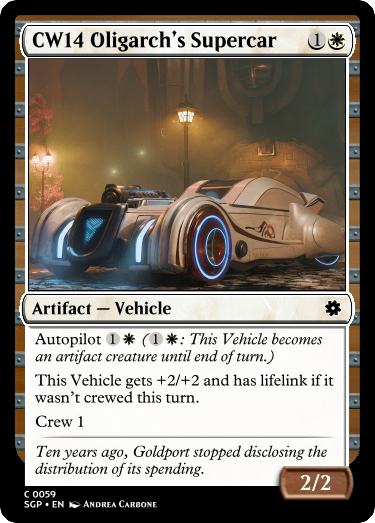 CW14 Oligarch's Supercar 1
Artifact — Vehicle
Autopilot 1 (1: This Vehicle becomes
an artifact creature until end of turn.)
This Vehicle gets +2/+2 and has lifelink if it
wasn't crewed this turn.
Crew 1
Ten years ago, Goldport stopped disclosing the
distribution of its spending.
2/2
C 0059
SGP • EN Andrea Carbone